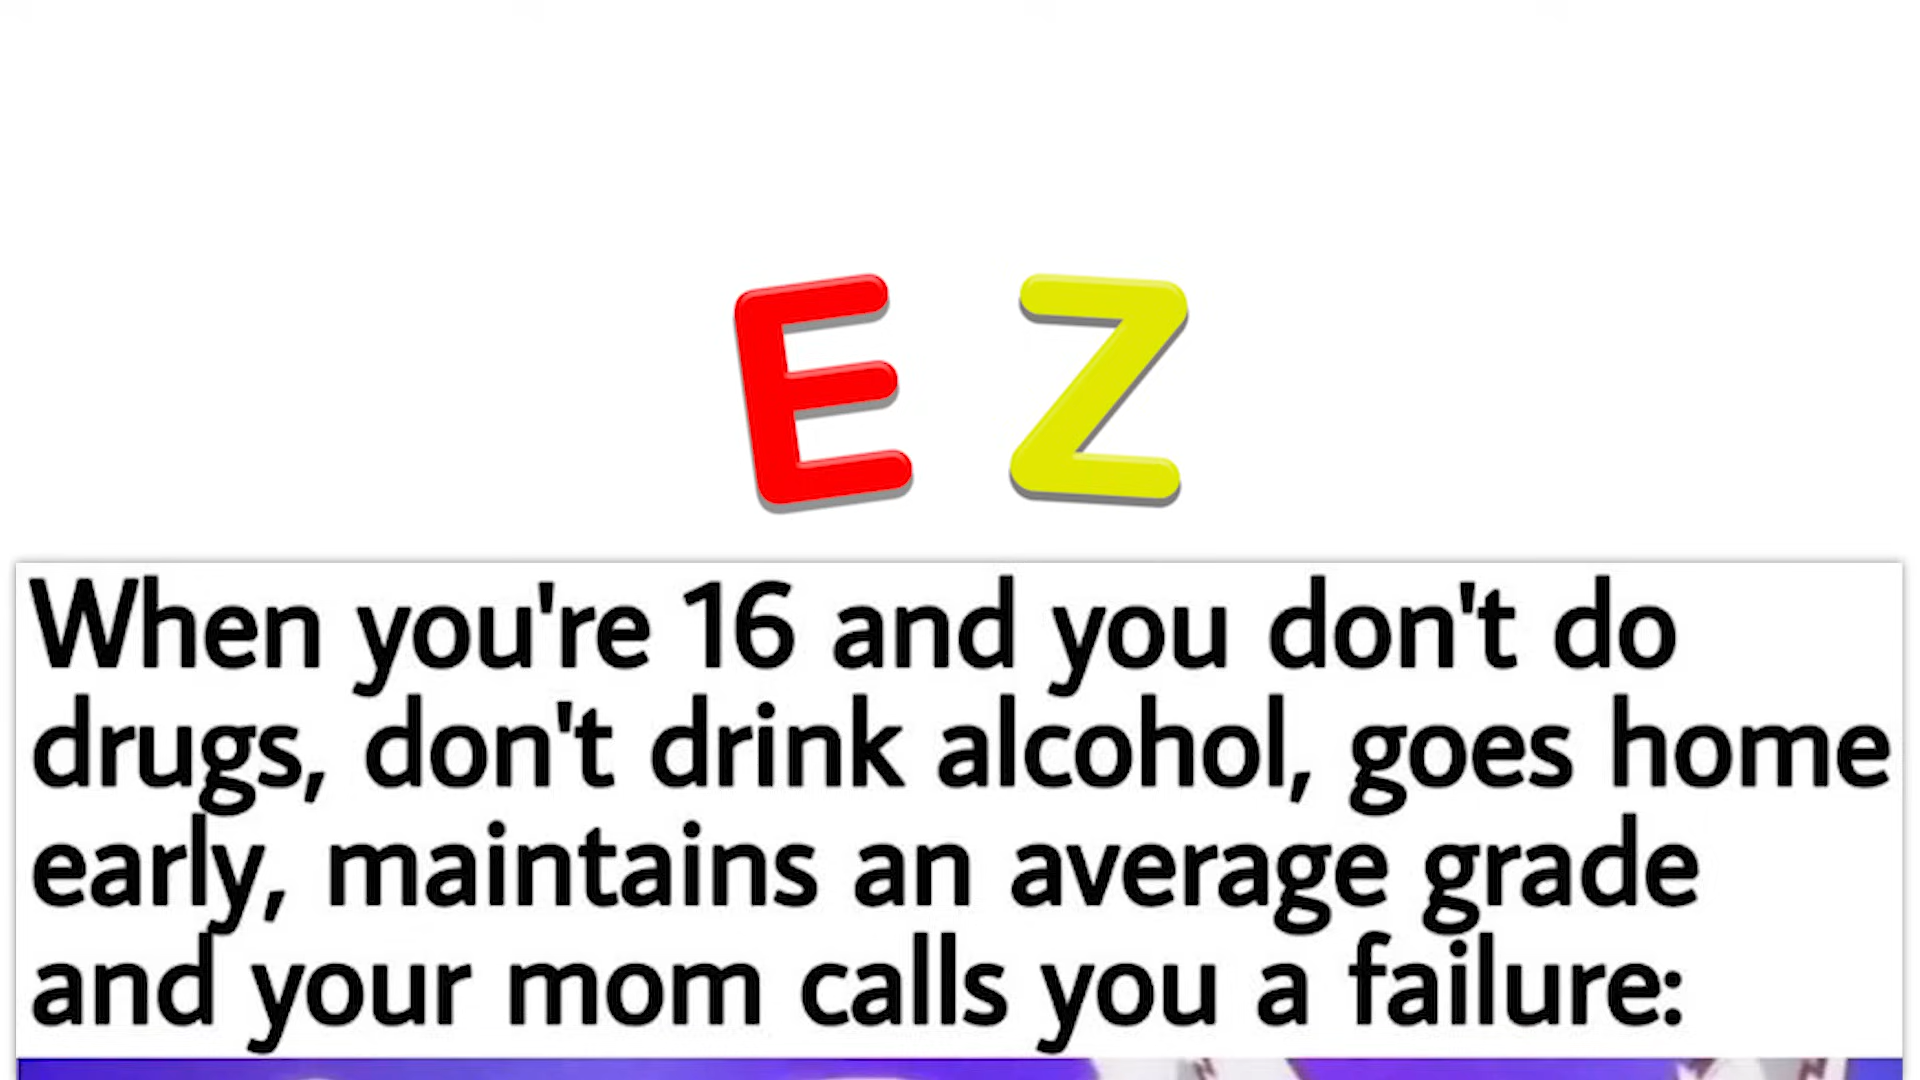 E Z
When you're 16 and you don't do
drugs, don't drink alcohol, goes home
early, maintains an average grade
and your mom calls you a failure: